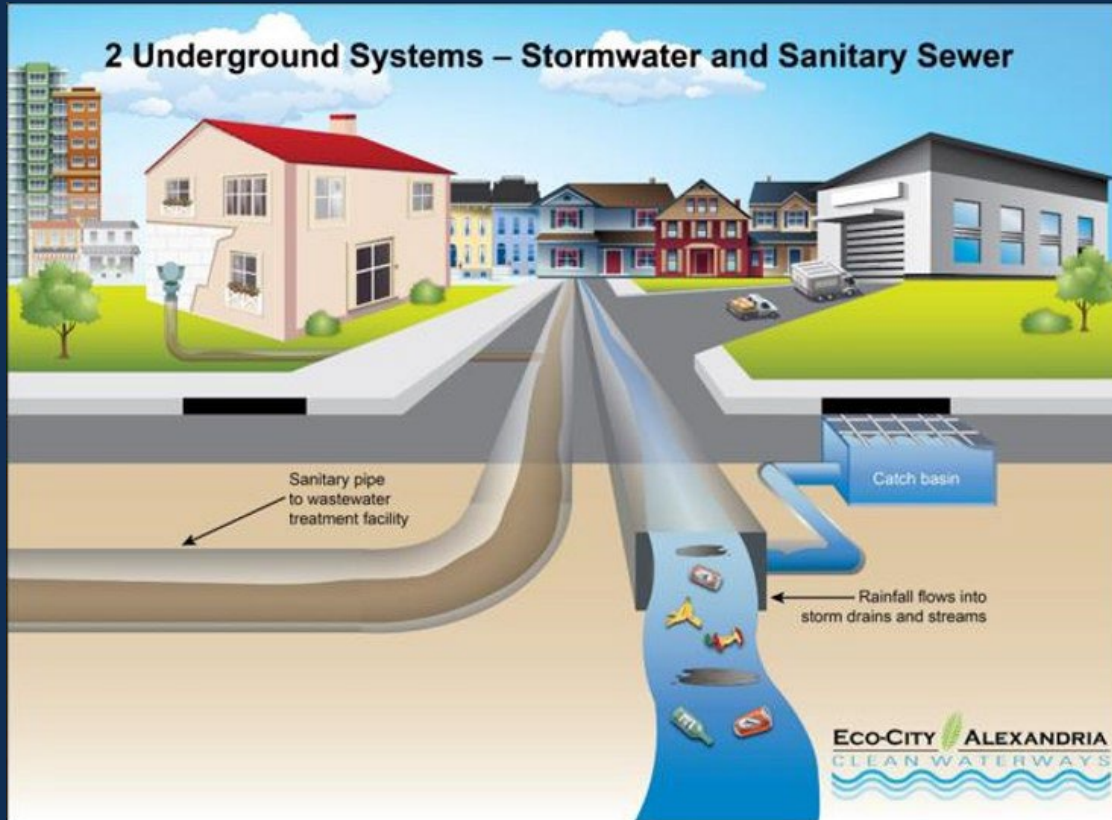 2 Underground Systems – Stormwater and Sanitary Sewer
Sanitary pipe
to wastewater
treatment facility
Catch basin
Rainfall flows into
storm drains and streams
ECO-CITY ALEXANDRIA
CLEAN WATERWAYS